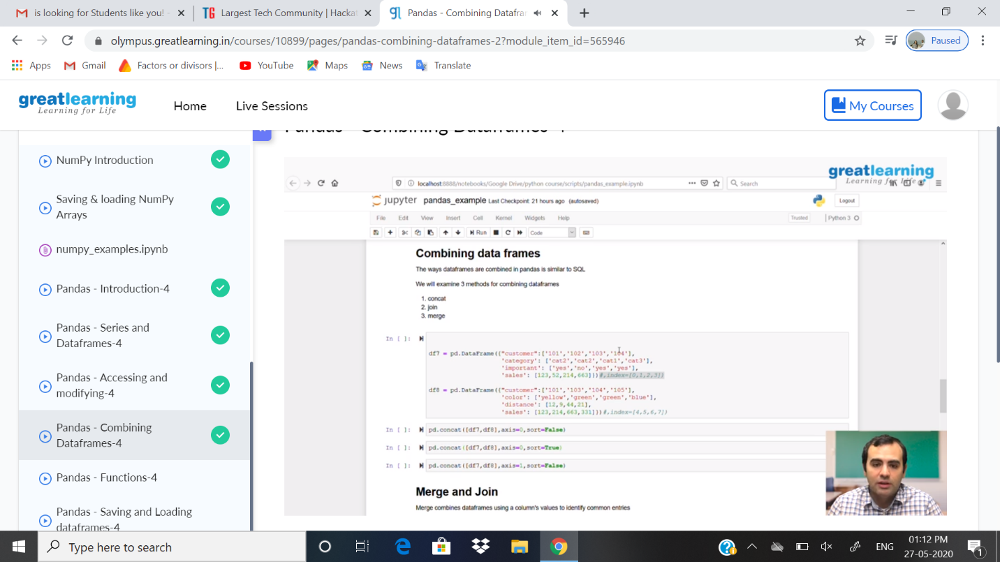 is looking for Students like you! -
Largest Tech Community | Hackat
Pandas - Combining Datafram
olympus.greatlearning.in/courses/10899/pages/pandas-combining-dataframes-2?module_item_id=565946
Paused
Apps
Gmail
Factors or divisors |...
YouTube
Maps
News
Translate
greatlearning
Learning for Life
Home
Live Sessions
My Courses
Pandas - Combining Dataframes-4
NumPy Introduction
Saving & loading NumPy
Arrays
numpy_examples.ipynb
Pandas - Introduction-4
Pandas - Series and
Dataframes-4
Pandas - Accessing and
modifying-4
Pandas - Combining
Dataframes-4
Pandas - Functions-4
Pandas - Saving and Loading
dataframes-4
greatlearning
Learning for Life
localhost:8888/notebooks/Google Drive/python course/scripts/pandas_example.ipynb
Search
jupyter pandas_example Last Checkpoint: 21 hours ago (autosaved)
Logout
File Edit View Insert Cell Kernel Widgets Help
Trusted
Python 3
Run
Code
Combining data frames
The ways dataframes are combined in pandas is similar to SQL
We will examine 3 methods for combining dataframes
1. concat
2. join
3. merge
In [ ]:
df7 = pd.DataFrame({"customer":['101','102','103','104'],
'category': ['cat2','cat2','cat1','cat3'],
'important': ['yes','no','yes','yes'],
'sales': [123,52,214,663]})#,index=[0,1,2,3])
df8 = pd.DataFrame({"customer":['101','103','104','105'],
'color': ['yellow','green','green','blue'],
'distance': [12,9,44,21],
'sales': [123,214,663,331]})#,index=[4,5,6,7])
In [ ]: pd.concat([df7,df8],axis=0,sort=False)
In [ ]: pd.concat([df7,df8],axis=0,sort=True)
In [ ]: pd.concat([df7,df8],axis=1,sort=False)
Merge and Join
Merge combines dataframes using a column's values to identify common entries
Type here to search
ENG
01:12 PM
27-05-2020
1